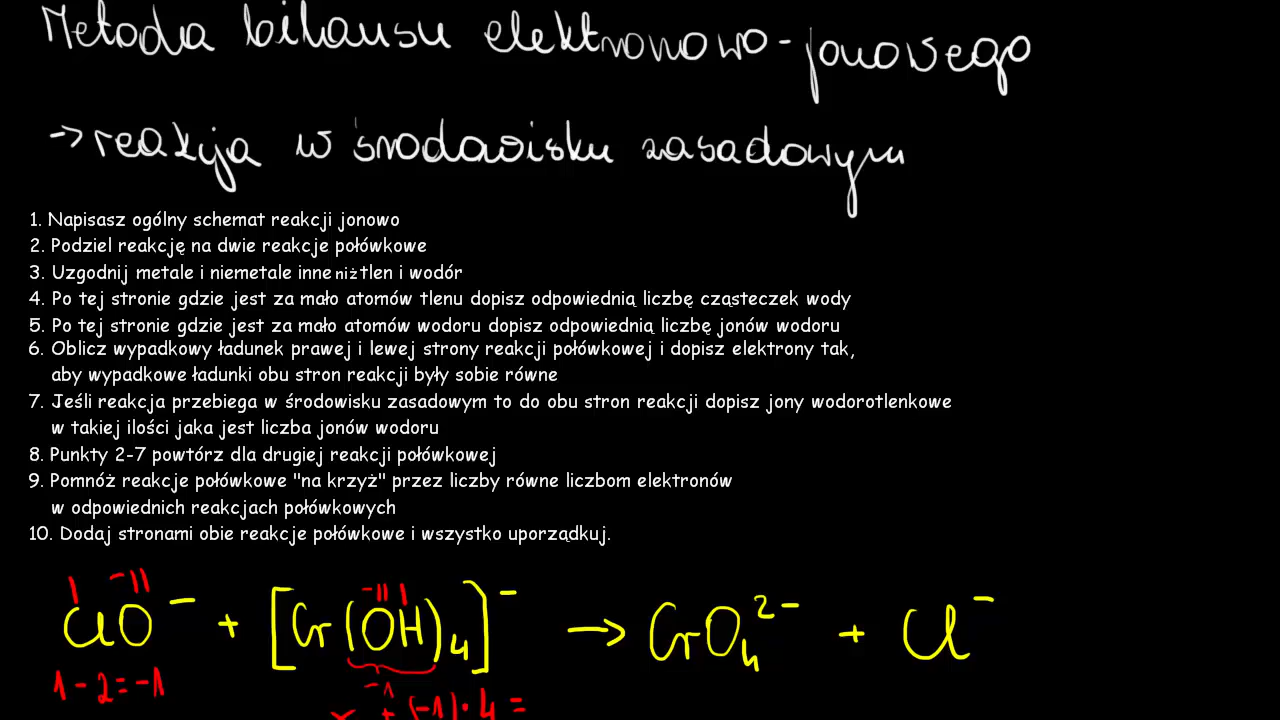 Metoda bilansu elektronowo-jonowego
→ reakcja w środowisku zasadowym
1. Napisasz ogólny schemat reakcji jonowo
2. Podziel reakcję na dwie reakcje połówkowe
3. Uzgodnij metale i niemetale inne niż tlen i wodór
4. Po tej stronie gdzie jest za mało atomów tlenu dopisz odpowiednią liczbę cząsteczek wody
5. Po tej stronie gdzie jest za mało atomów wodoru dopisz odpowiednią liczbę jonów wodoru
6. Oblicz wypadkowy ładunek prawej i lewej strony reakcji połówkowej i dopisz elektrony tak,
aby wypadkowe ładunki obu stron reakcji były sobie równe
7. Jeśli reakcja przebiega w środowisku zasadowym to do obu stron reakcji dopisz jony wodorotlenkowe
w takiej ilości jaka jest liczba jonów wodoru
8. Punkty 2-7 powtórz dla drugiej reakcji połówkowej
9. Pomnóż reakcje połówkowe "na krzyż" przez liczby równe liczbom elektronów
w odpowiednich reakcjach połówkowych
10. Dodaj stronami obie reakcje połówkowe i wszystko uporządkuj.
I -II -II I
ClO⁻ + [Cr(OH)₄]⁻ → CrO₄²⁻ + Cl⁻
1-2=-1 -1
x + (-1)·4 =